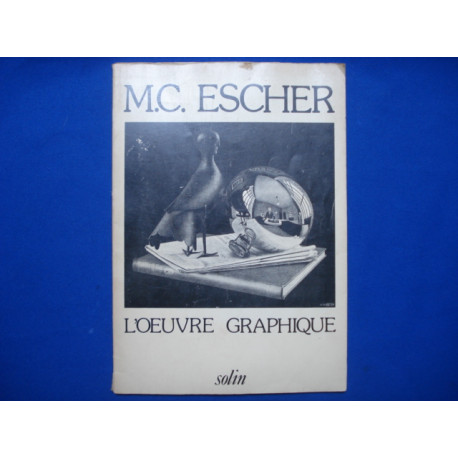 M.C. ESCHER
L'OEUVRE GRAPHIQUE
solin